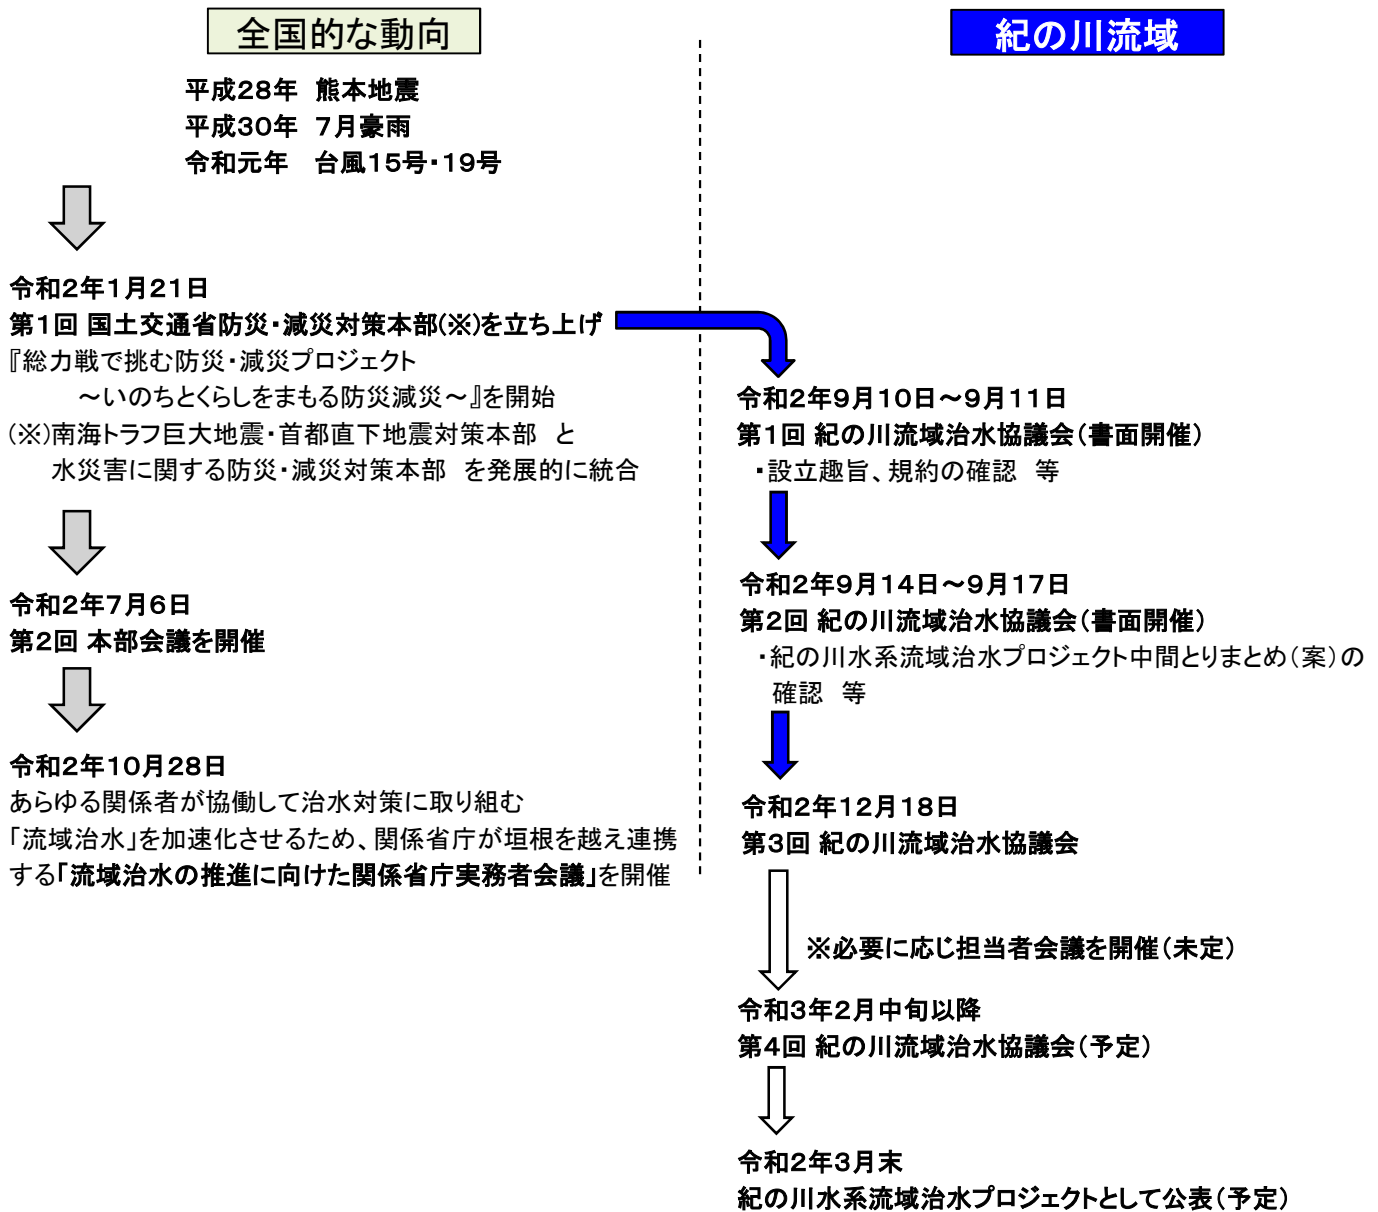 全国的な動向
平成28年　熊本地震
平成30年　7月豪雨
令和元年　台風15号・19号
令和2年1月21日
第1回 国土交通省防災・減災対策本部(※)を立ち上げ
『総力戦で挑む防災・減災プロジェクト
～いのちとくらしをまもる防災減災～』を開始
(※)南海トラフ巨大地震・首都直下地震対策本部　と
水災害に関する防災・減災対策本部　を発展的に統合
令和2年7月6日
第2回 本部会議を開催
令和2年10月28日
あらゆる関係者が協働して治水対策に取り組む
「流域治水」を加速化させるため、関係省庁が垣根を越え連携
する「流域治水の推進に向けた関係省庁実務者会議」を開催
紀の川流域
令和2年9月10日～9月11日
第1回 紀の川流域治水協議会（書面開催）
・設立趣旨、規約の確認　等
令和2年9月14日～9月17日
第2回 紀の川流域治水協議会（書面開催）
・紀の川水系流域治水プロジェクト中間とりまとめ（案）の
確認　等
令和2年12月18日
第3回 紀の川流域治水協議会
※必要に応じ担当者会議を開催（未定）
令和3年2月中旬以降
第4回 紀の川流域治水協議会（予定）
令和2年3月末
紀の川水系流域治水プロジェクトとして公表（予定）